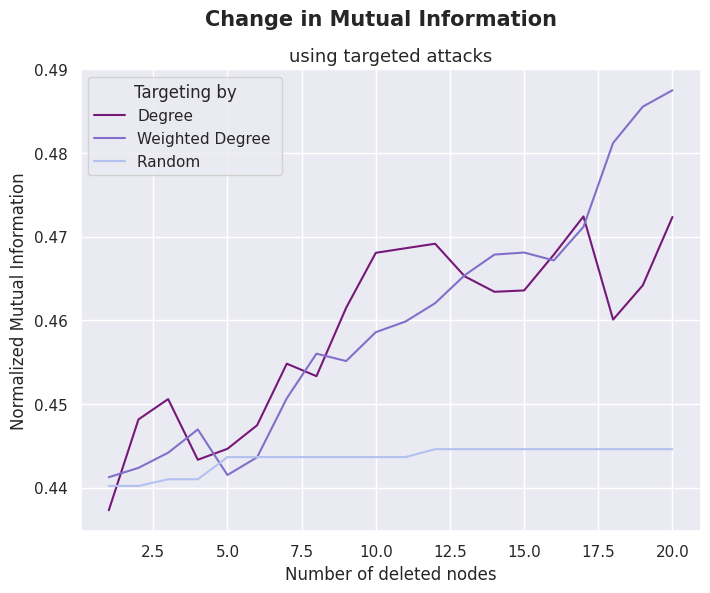 Change in Mutual Information
using targeted attacks
0.49
0.48
0.47
0.46
0.45
0.44
Normalized Mutual Information
Targeting by
Degree
Weighted Degree
Random
2.5 5.0 7.5 10.0 12.5 15.0 17.5 20.0
Number of deleted nodes